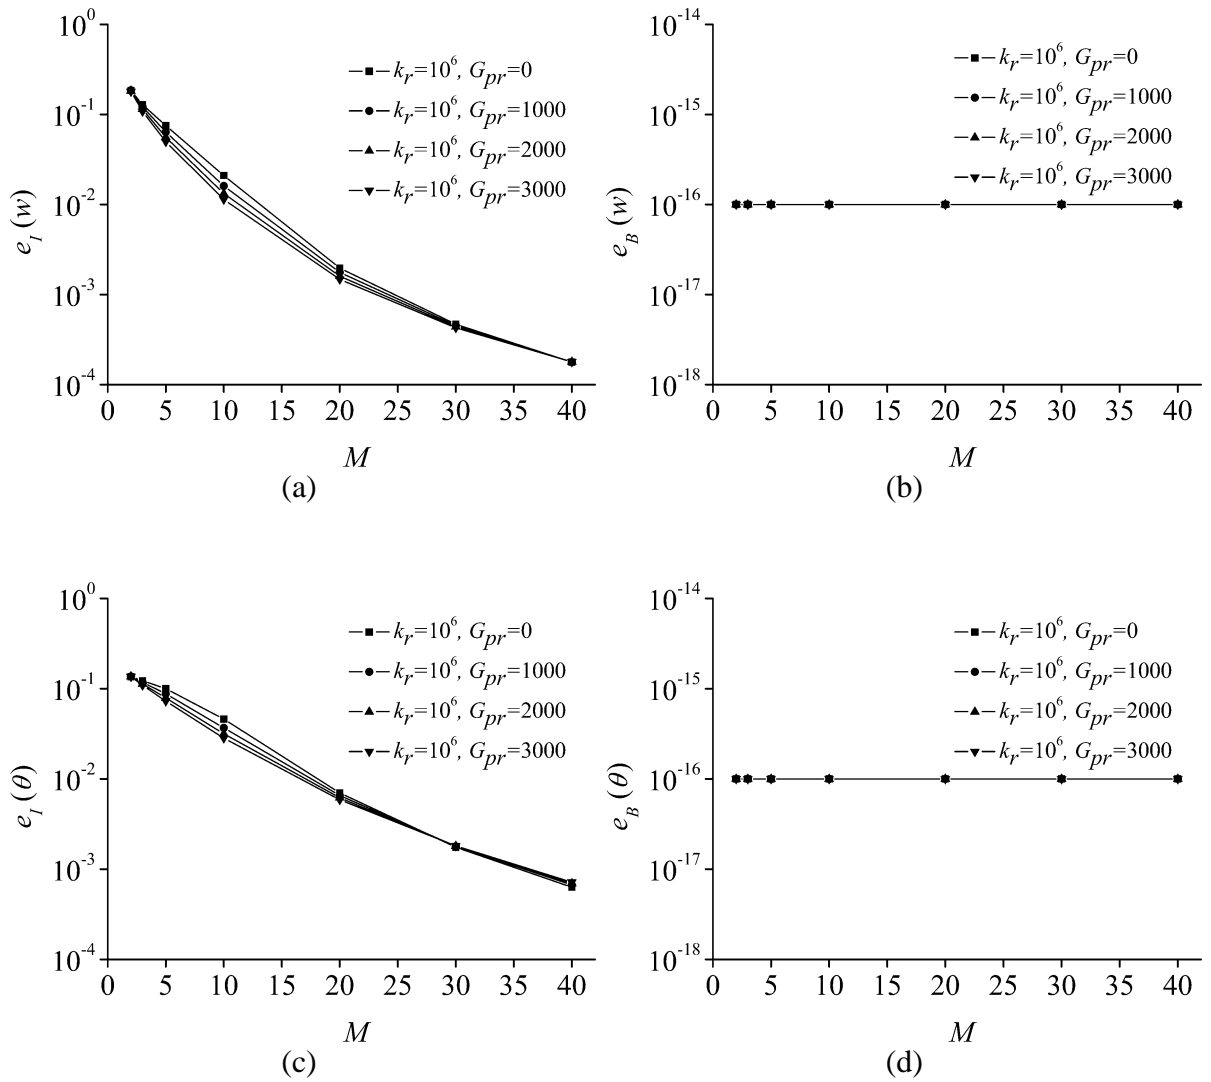 10^0
10^-1
10^-2
10^-3
10^-4
e_I (w)
k_r=10^6, G_pr=0
k_r=10^6, G_pr=1000
k_r=10^6, G_pr=2000
k_r=10^6, G_pr=3000
0 5 10 15 20 25 30 35 40
M
(a)
10^-14
10^-15
10^-16
10^-17
10^-18
e_B (w)
k_r=10^6, G_pr=0
k_r=10^6, G_pr=1000
k_r=10^6, G_pr=2000
k_r=10^6, G_pr=3000
0 5 10 15 20 25 30 35 40
M
(b)
10^0
10^-1
10^-2
10^-3
10^-4
e_I (θ)
k_r=10^6, G_pr=0
k_r=10^6, G_pr=1000
k_r=10^6, G_pr=2000
k_r=10^6, G_pr=3000
0 5 10 15 20 25 30 35 40
M
(c)
10^-14
10^-15
10^-16
10^-17
10^-18
e_B (θ)
k_r=10^6, G_pr=0
k_r=10^6, G_pr=1000
k_r=10^6, G_pr=2000
k_r=10^6, G_pr=3000
0 5 10 15 20 25 30 35 40
M
(d)